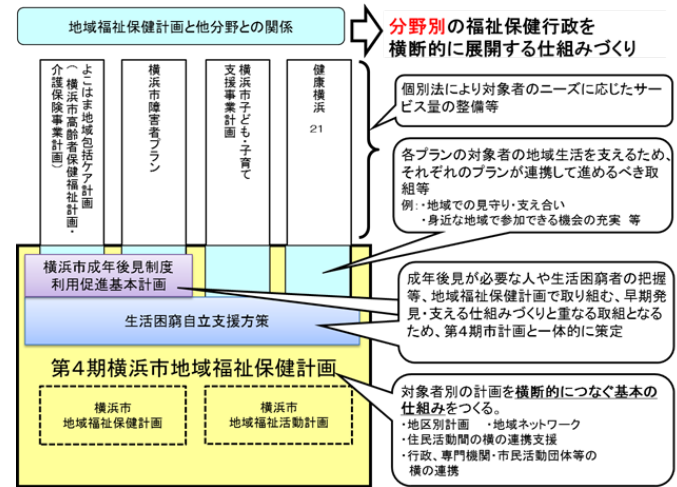 地域福祉保健計画と他分野との関係
分野別の福祉保健行政を
横断的に展開する仕組みづくり
よこはま地域包括ケア計画
(横浜市高齢者保健福祉計画・
介護保険事業計画)
横浜市障害者プラン
横浜市子ども・子育て
支援事業計画
健康横浜
21
個別法により対象者のニーズに応じたサー
ビス量の整備等
各プランの対象者の地域生活を支えるため、
それぞれのプランが連携して進めるべき取
組等
例:・地域での見守り・支え合い
・身近な地域で参加できる機会の充実 等
横浜市成年後見制度
利用促進基本計画
生活困窮自立支援方策
成年後見が必要な人や生活困窮者の把握
等、地域福祉保健計画で取り組む、早期発
見・支える仕組みづくりと重なる取組となる
ため、第4期市計画と一体的に策定
第4期横浜市地域福祉保健計画
横浜市
地域福祉保健計画
横浜市
地域福祉活動計画
対象者別の計画を横断的につなぐ基本の
仕組みをつくる。
・地区別計画 ・地域ネットワーク
・住民活動間の横の連携支援
・行政、専門機関・市民活動団体等の
横の連携